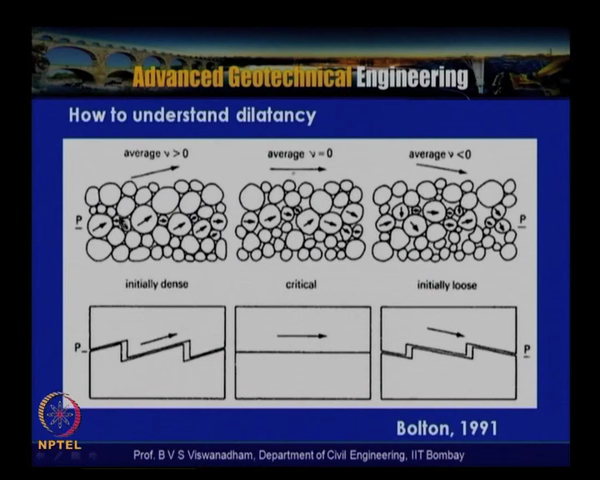 Advanced Geotechnical Engineering
How to understand dilatancy
average ν > 0
average ν = 0
average ν < 0
P
P
initially dense
critical
initially loose
P
P
Bolton, 1991
NPTEL
Prof. B V S Viswanadham, Department of Civil Engineering, IIT Bombay